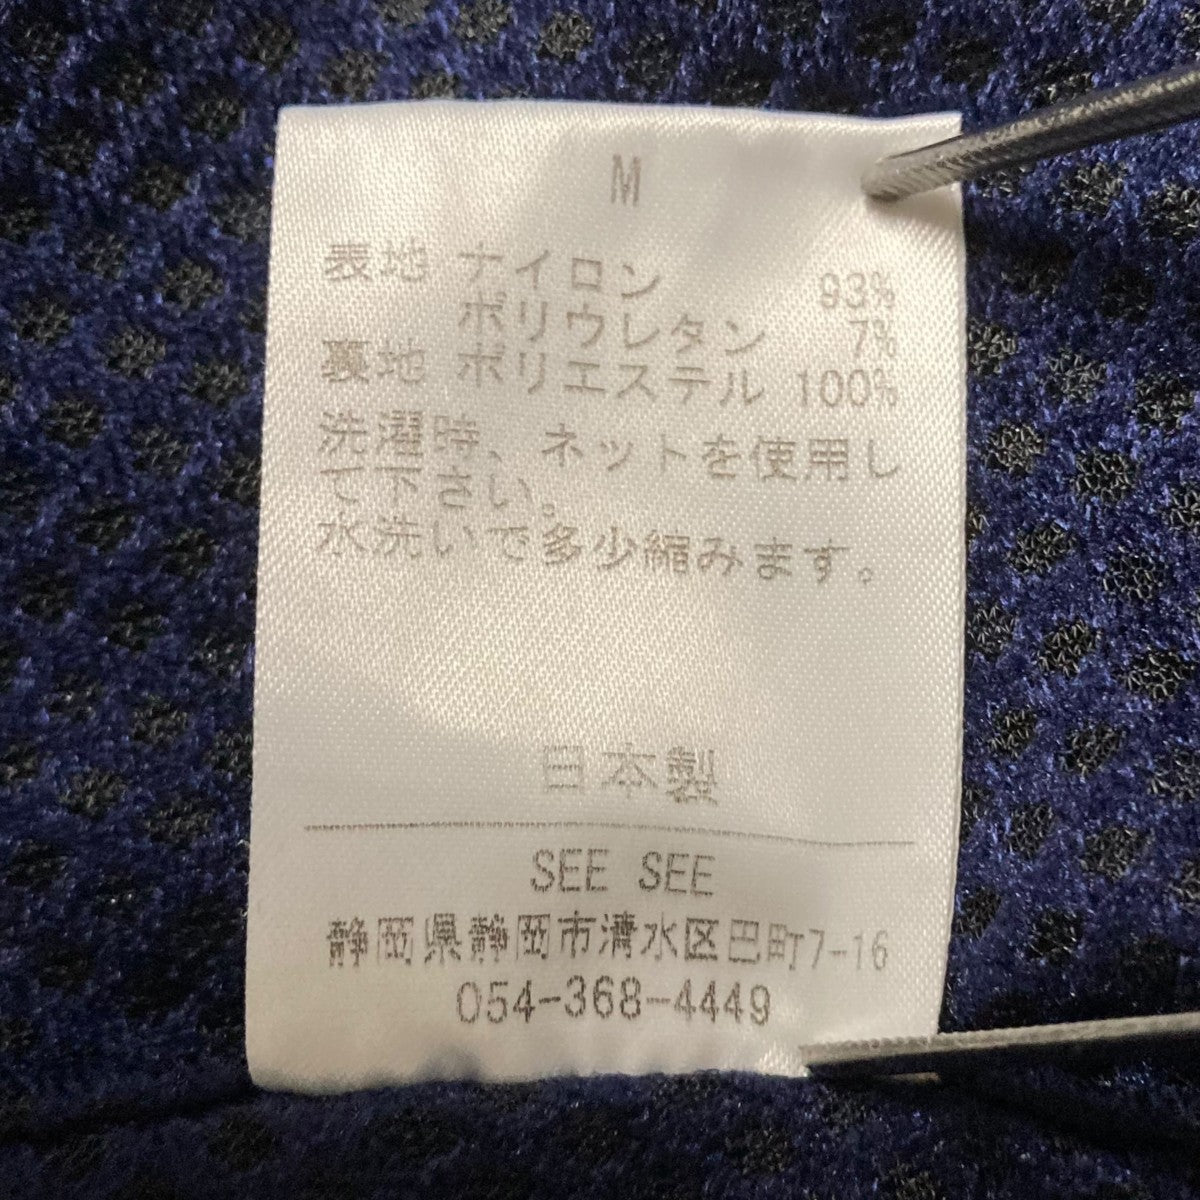 M
表地 ナイロン 93%
ポリウレタン 7%
裏地 ポリエステル 100%
洗濯時、ネットを使用し
て下さい。
水洗いで多少縮みます。
日本製
SEE SEE
静岡県静岡市清水区巴町7-16
054-368-4449